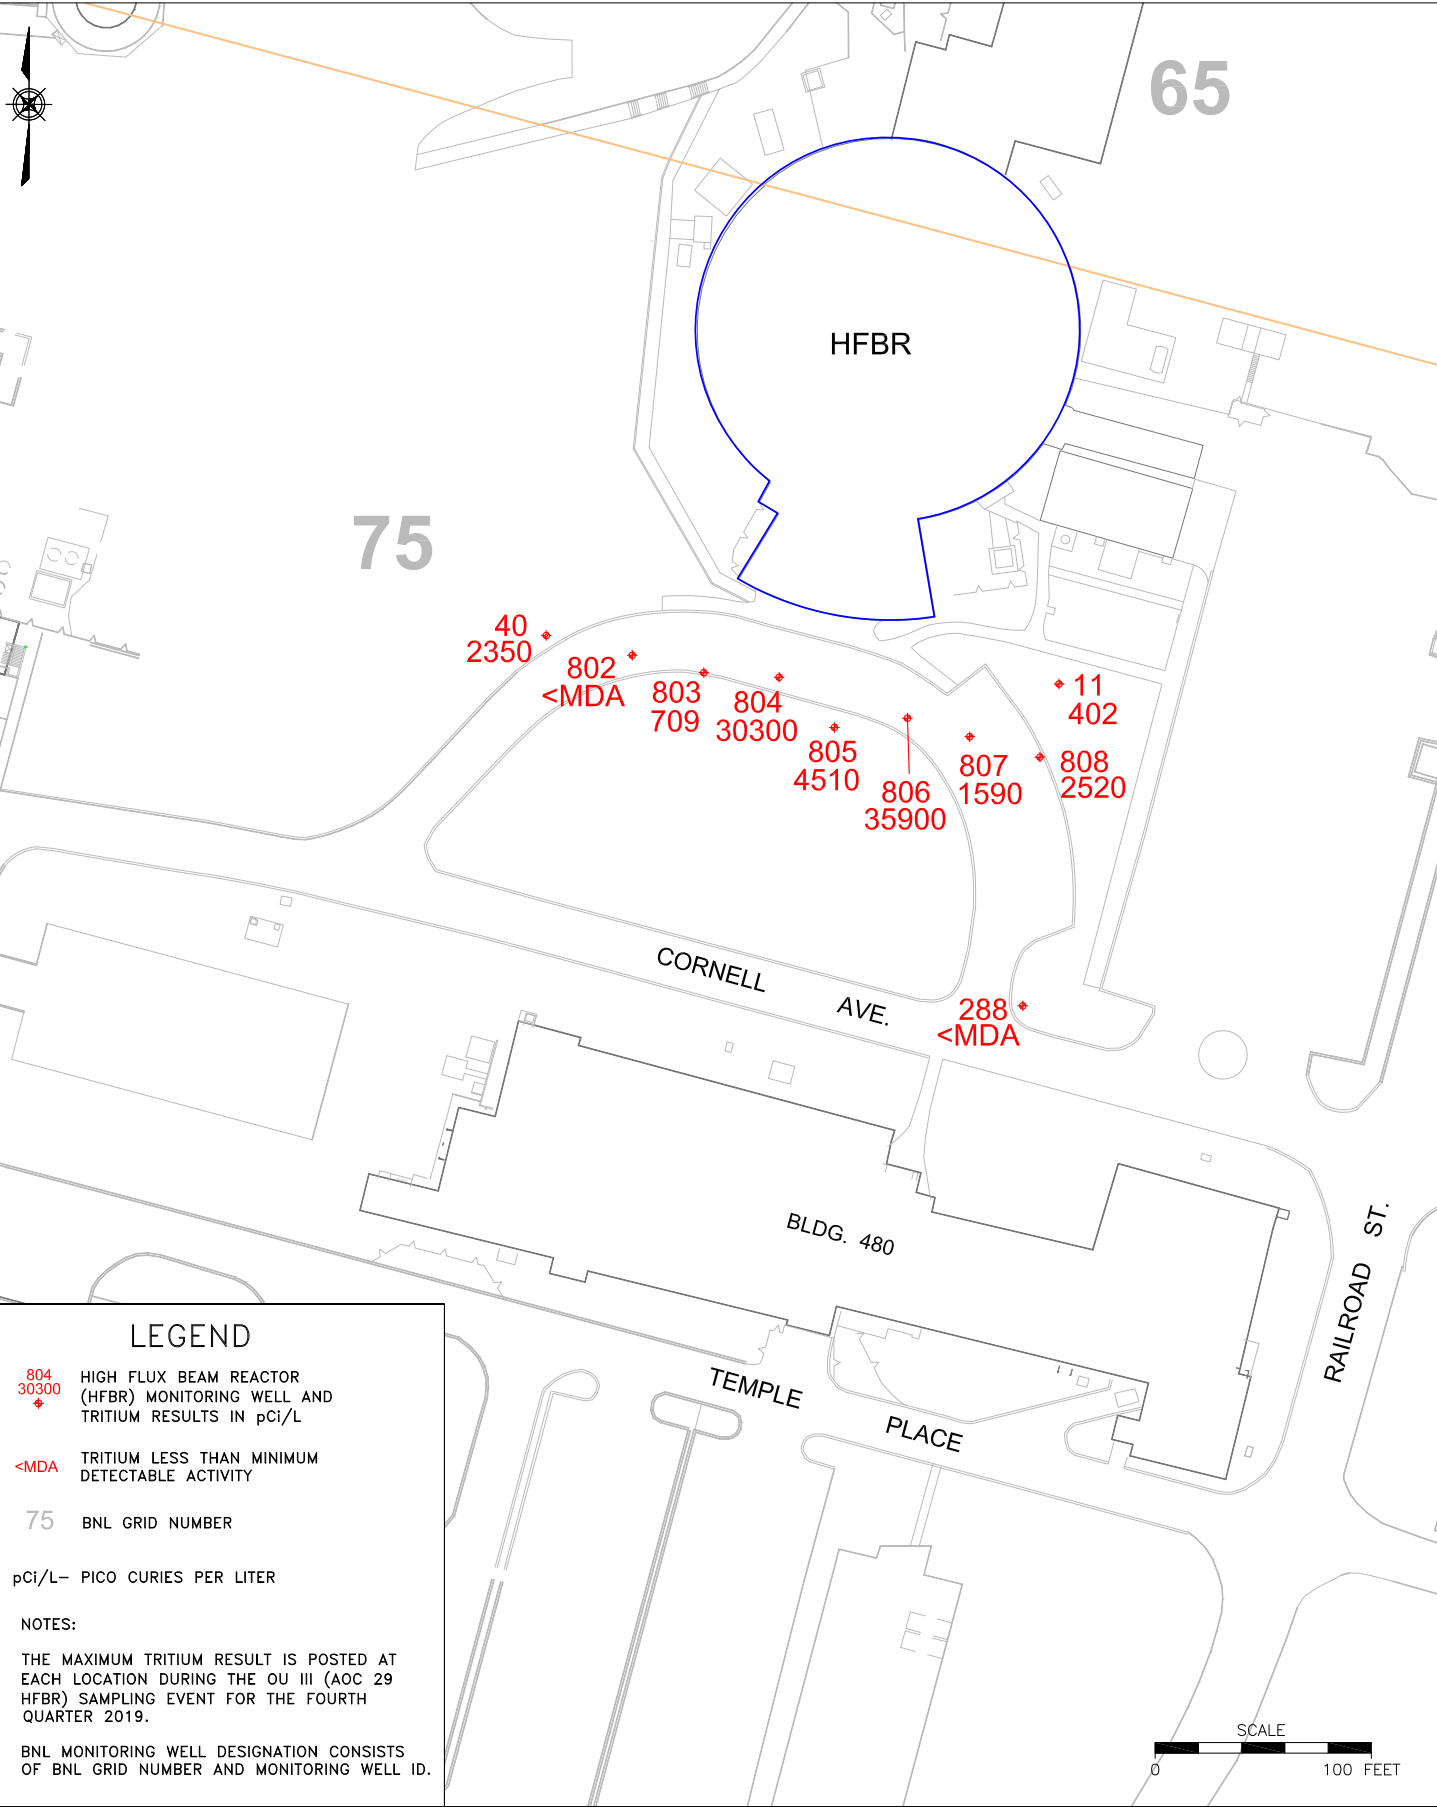 65
HFBR
75
40
2350
802
<MDA
803
709
804
30300
805
4510
806
35900
807
1590
808
2520
11
402
288
<MDA
CORNELL AVE.
BLDG. 480
TEMPLE PLACE
RAILROAD ST.
LEGEND
804
30300
HIGH FLUX BEAM REACTOR
(HFBR) MONITORING WELL AND
TRITIUM RESULTS IN pCi/L
<MDA
TRITIUM LESS THAN MINIMUM
DETECTABLE ACTIVITY
75 BNL GRID NUMBER
pCi/L– PICO CURIES PER LITER
NOTES:
THE MAXIMUM TRITIUM RESULT IS POSTED AT
EACH LOCATION DURING THE OU III (AOC 29
HFBR) SAMPLING EVENT FOR THE FOURTH
QUARTER 2019.
BNL MONITORING WELL DESIGNATION CONSISTS
OF BNL GRID NUMBER AND MONITORING WELL ID.
SCALE
0 100 FEET